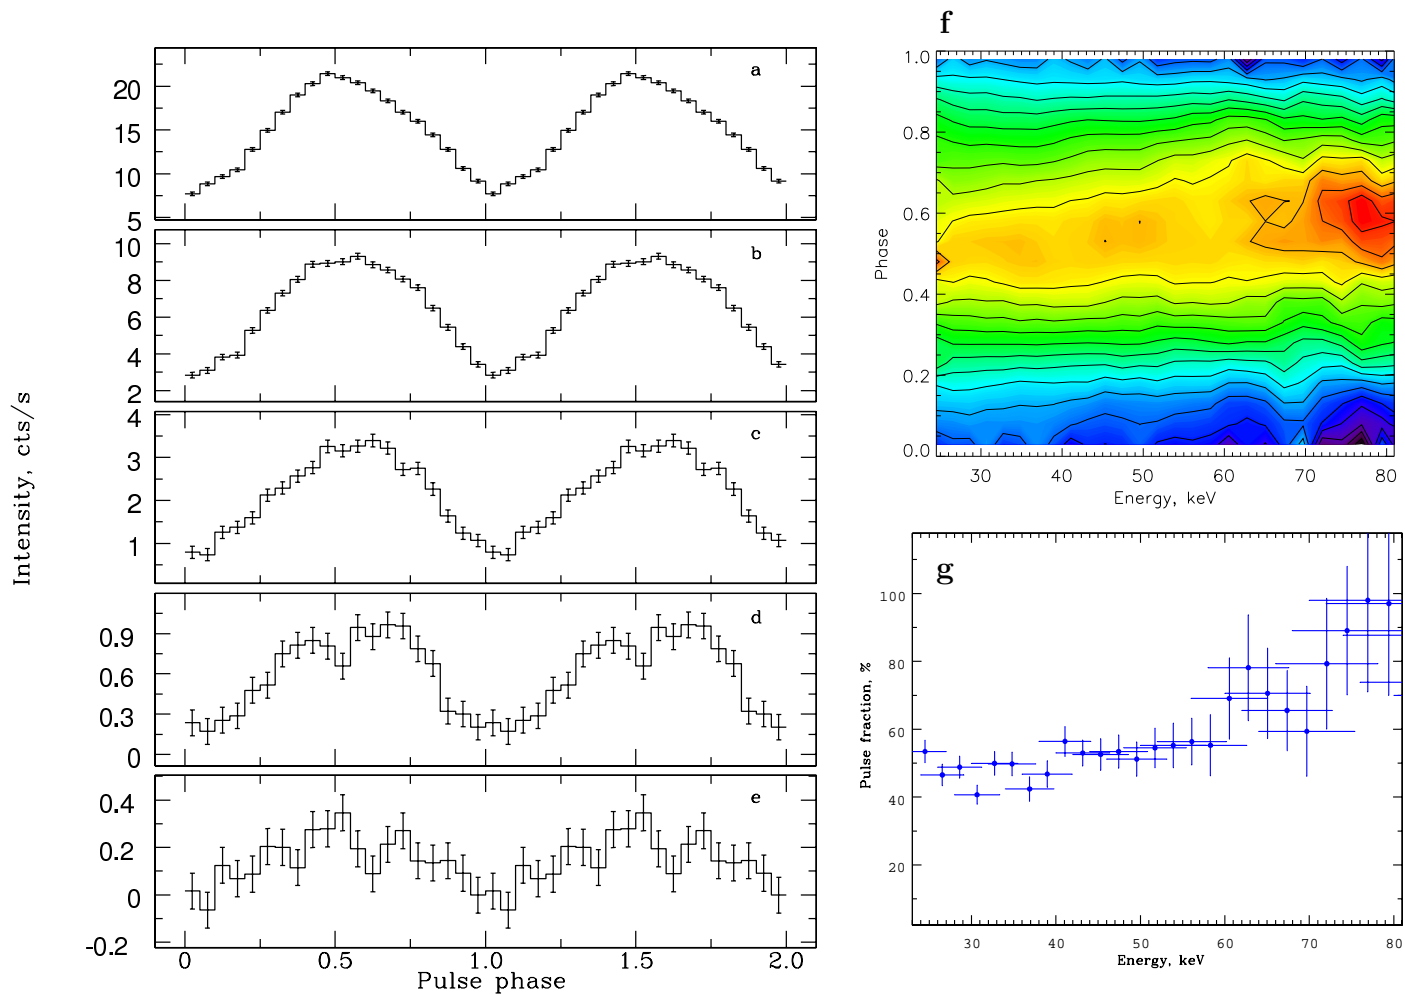 a
20
15
10
5
b
10
8
6
4
2
c
4
3
2
1
d
0.9
0.6
0.3
0
e
0.4
0.2
0
-0.2
0 0.5 1.0 1.5 2.0
Pulse phase
Intensity, cts/s
f
1.0
0.8
0.6
0.4
0.2
0.0
Phase
30 40 50 60 70 80
Energy, keV
g
100
80
60
40
20
Pulse fraction, %
30 40 50 60 70 80
Energy, keV